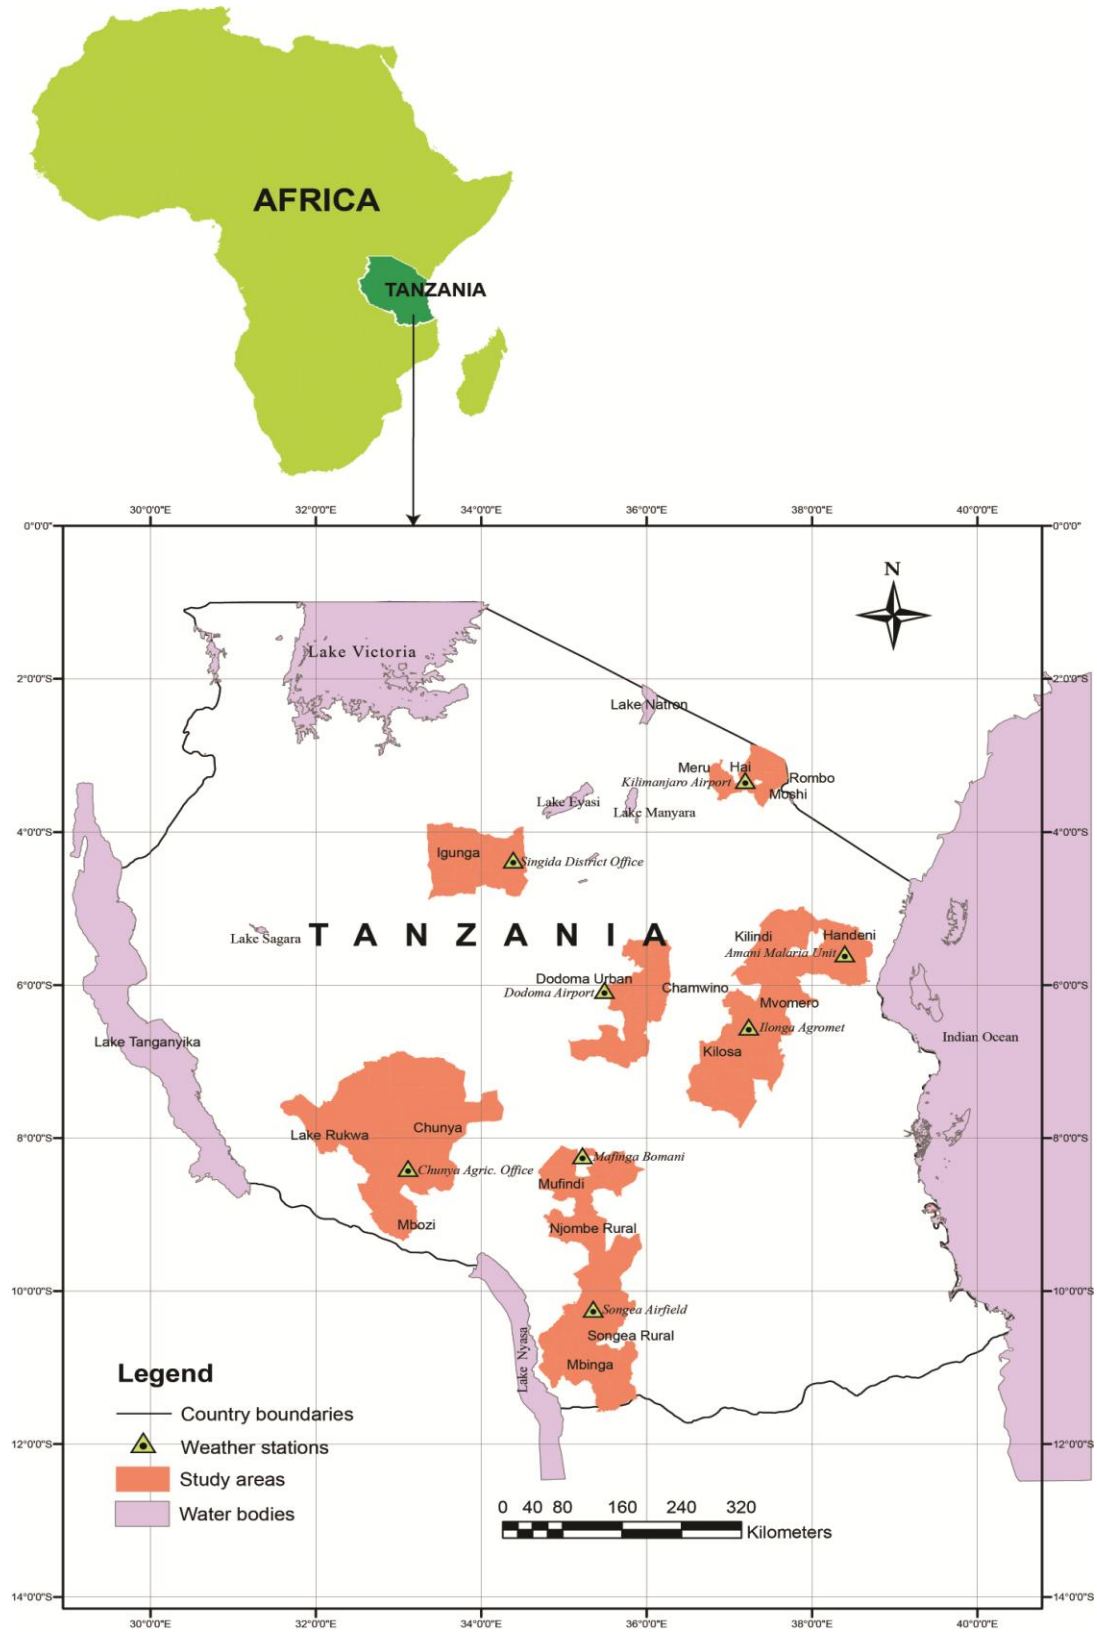 AFRICA
TANZANIA
30°0'0"E 32°0'0"E 34°0'0"E 36°0'0"E 38°0'0"E 40°0'0"E
0°0'0" 0°0'0"
N
Lake Victoria
2°0'0"S 2°0'0"S
Lake Natron
Meru Hai
Rombo
Kilimanjaro Airport
Moshi
Lake Eyasi
Lake Manyara
4°0'0"S 4°0'0"S
Igunga
Singida District Office
Lake Sagara
TANZANIA
Kilindi Handeni
Amani Malaria Unit
Dodoma Urban
Chamwino
Dodoma Airport
6°0'0"S 6°0'0"S
Mvomero
Ilonga Agromet
Indian Ocean
Lake Tanganyika
Kilosa
Chunya
Lake Rukwa
8°0'0"S 8°0'0"S
Mafinga Bomani
Chunya Agric. Office
Mufindi
Mbozi
Njombe Rural
10°0'0"S 10°0'0"S
Songea Airfield
Songea Rural
Lake Nyasa
Mbinga
Legend
Country boundaries
12°0'0"S 12°0'0"S
Weather stations
Study areas
Water bodies
0 40 80 160 240 320
Kilometers
14°0'0"S 14°0'0"S
30°0'0"E 32°0'0"E 34°0'0"E 36°0'0"E 38°0'0"E 40°0'0"E